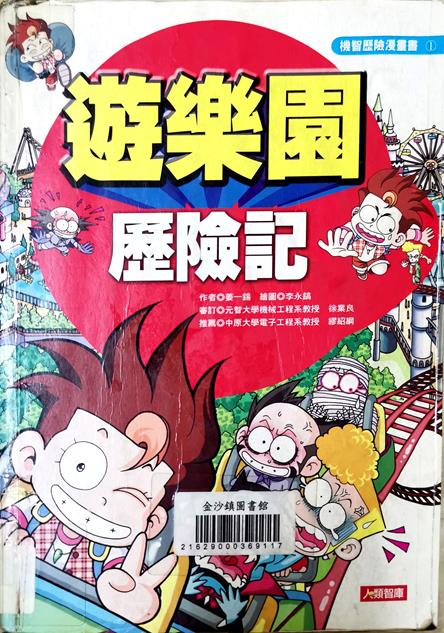 機智歷險漫畫書 ①
遊樂園
歷險記
作者◎姜一錫 繪圖◎李永鎬
審訂◎元智大學機械工程系教授 徐業良
推薦◎中原大學電子工程系教授 繆紹綱
金沙鎮圖書館
21629000369117
人類智庫